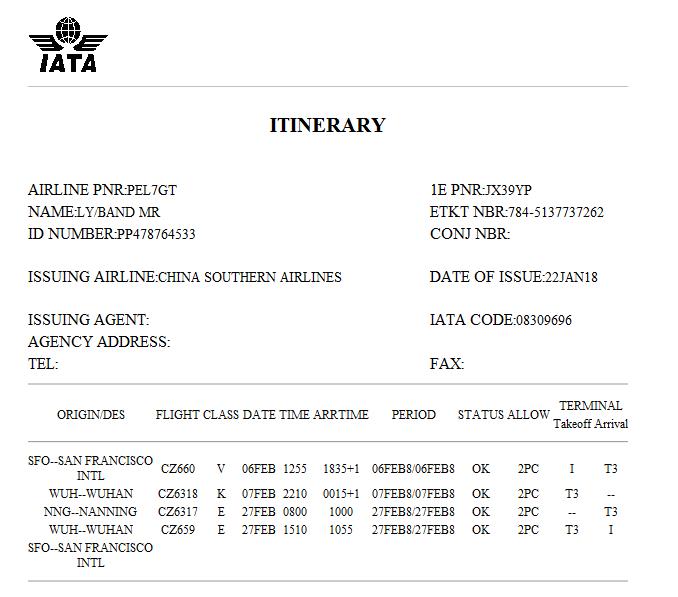 IATA
ITINERARY
AIRLINE PNR:PEL7GT 1E PNR:JX39YP
NAME:LY/BAND MR ETKT NBR:784-5137737262
ID NUMBER:PP478764533 CONJ NBR:
ISSUING AIRLINE:CHINA SOUTHERN AIRLINES DATE OF ISSUE:22JAN18
ISSUING AGENT: IATA CODE:08309696
AGENCY ADDRESS:
TEL: FAX:
ORIGIN/DES FLIGHT CLASS DATE TIME ARRTIME PERIOD STATUS ALLOW TERMINAL
Takeoff Arrival
SFO--SAN FRANCISCO
INTL CZ660 V 06FEB 1255 1835+1 06FEB8/06FEB8 OK 2PC I T3
WUH--WUHAN CZ6318 K 07FEB 2210 0015+1 07FEB8/07FEB8 OK 2PC T3 --
NNG--NANNING CZ6317 E 27FEB 0800 1000 27FEB8/27FEB8 OK 2PC -- T3
WUH--WUHAN CZ659 E 27FEB 1510 1055 27FEB8/27FEB8 OK 2PC T3 I
SFO--SAN FRANCISCO
INTL